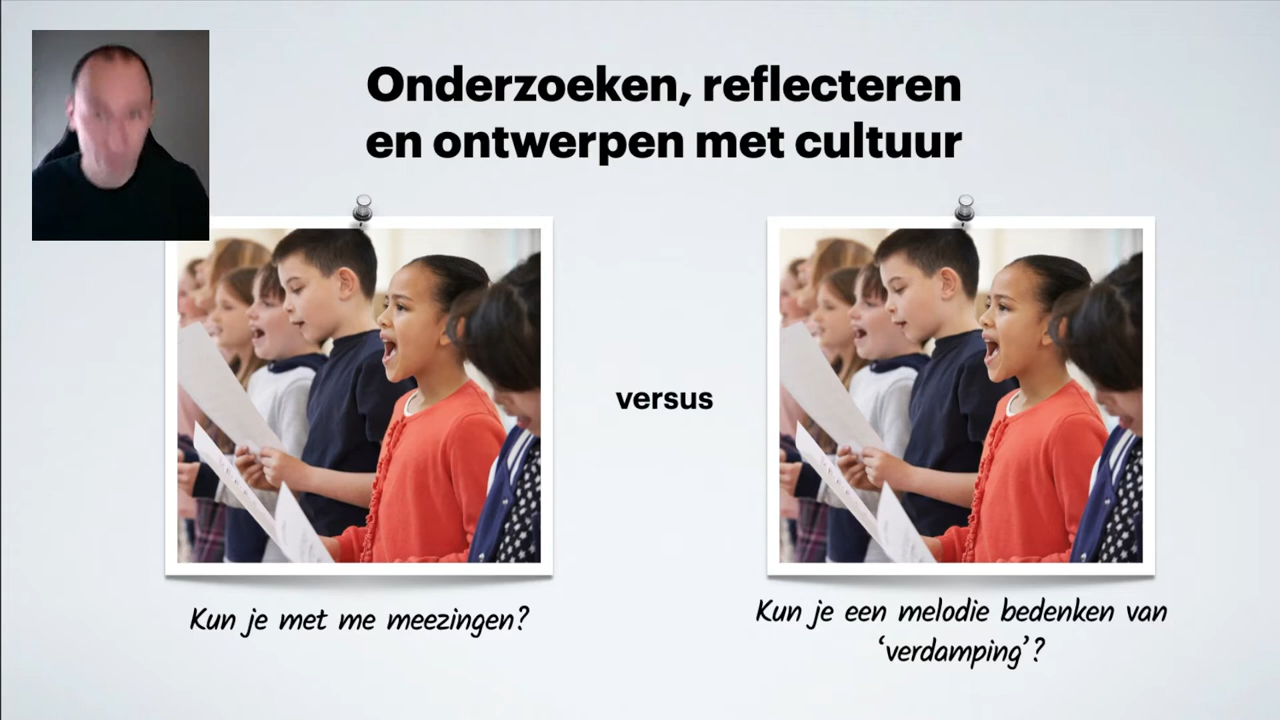 Onderzoeken, reflecteren
en ontwerpen met cultuur
versus
Kun je met me meezingen?
Kun je een melodie bedenken van
‘verdamping’?